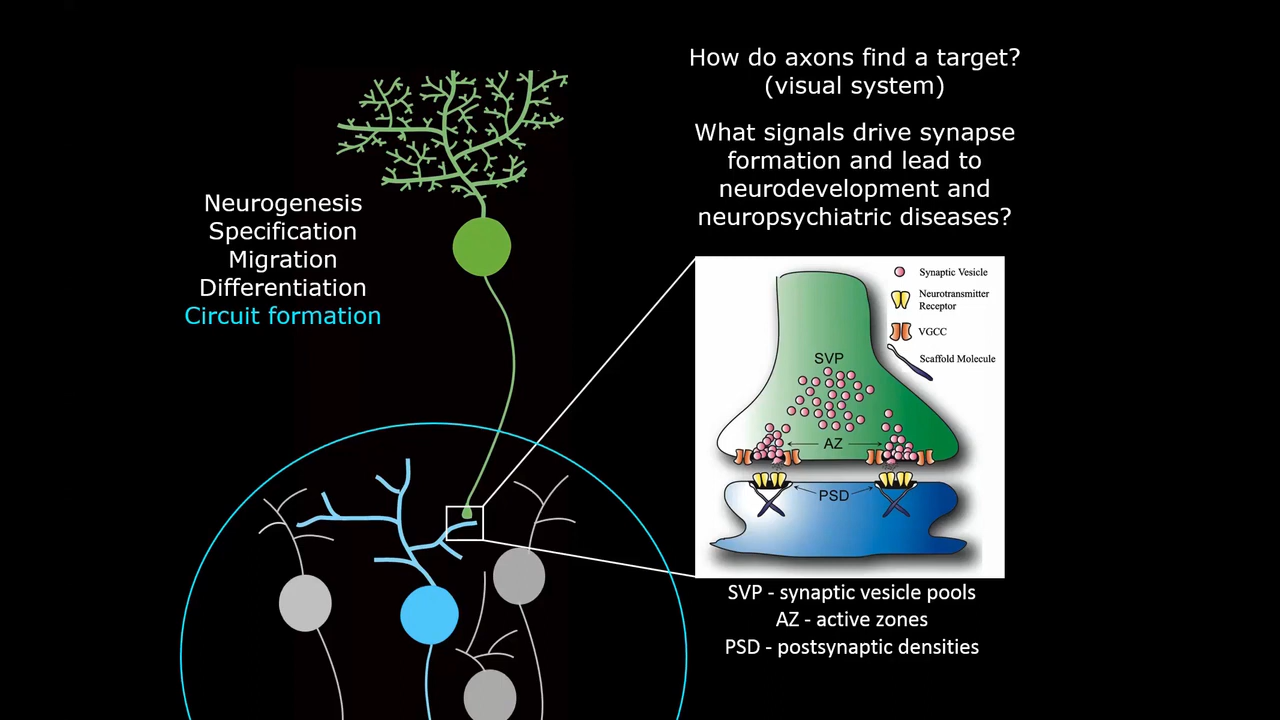 How do axons find a target?
(visual system)
What signals drive synapse
formation and lead to
neurodevelopment and
neuropsychiatric diseases?
Neurogenesis
Specification
Migration
Differentiation
Circuit formation
Synaptic Vesicle
Neurotransmitter
Receptor
VGCC
Scaffold Molecule
SVP
AZ
PSD
SVP - synaptic vesicle pools
AZ - active zones
PSD - postsynaptic densities